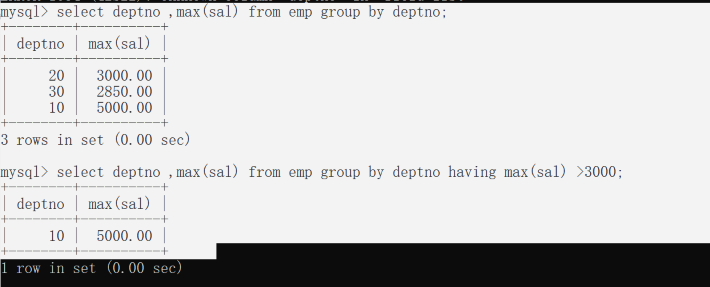 mysql> select deptno ,max(sal) from emp group by deptno;
+--------+----------+
| deptno | max(sal) |
+--------+----------+
|     20 |  3000.00 |
|     30 |  2850.00 |
|     10 |  5000.00 |
+--------+----------+
3 rows in set (0.00 sec)
mysql> select deptno ,max(sal) from emp group by deptno having max(sal) >3000;
+--------+----------+
| deptno | max(sal) |
+--------+----------+
|     10 |  5000.00 |
+--------+----------+
1 row in set (0.00 sec)